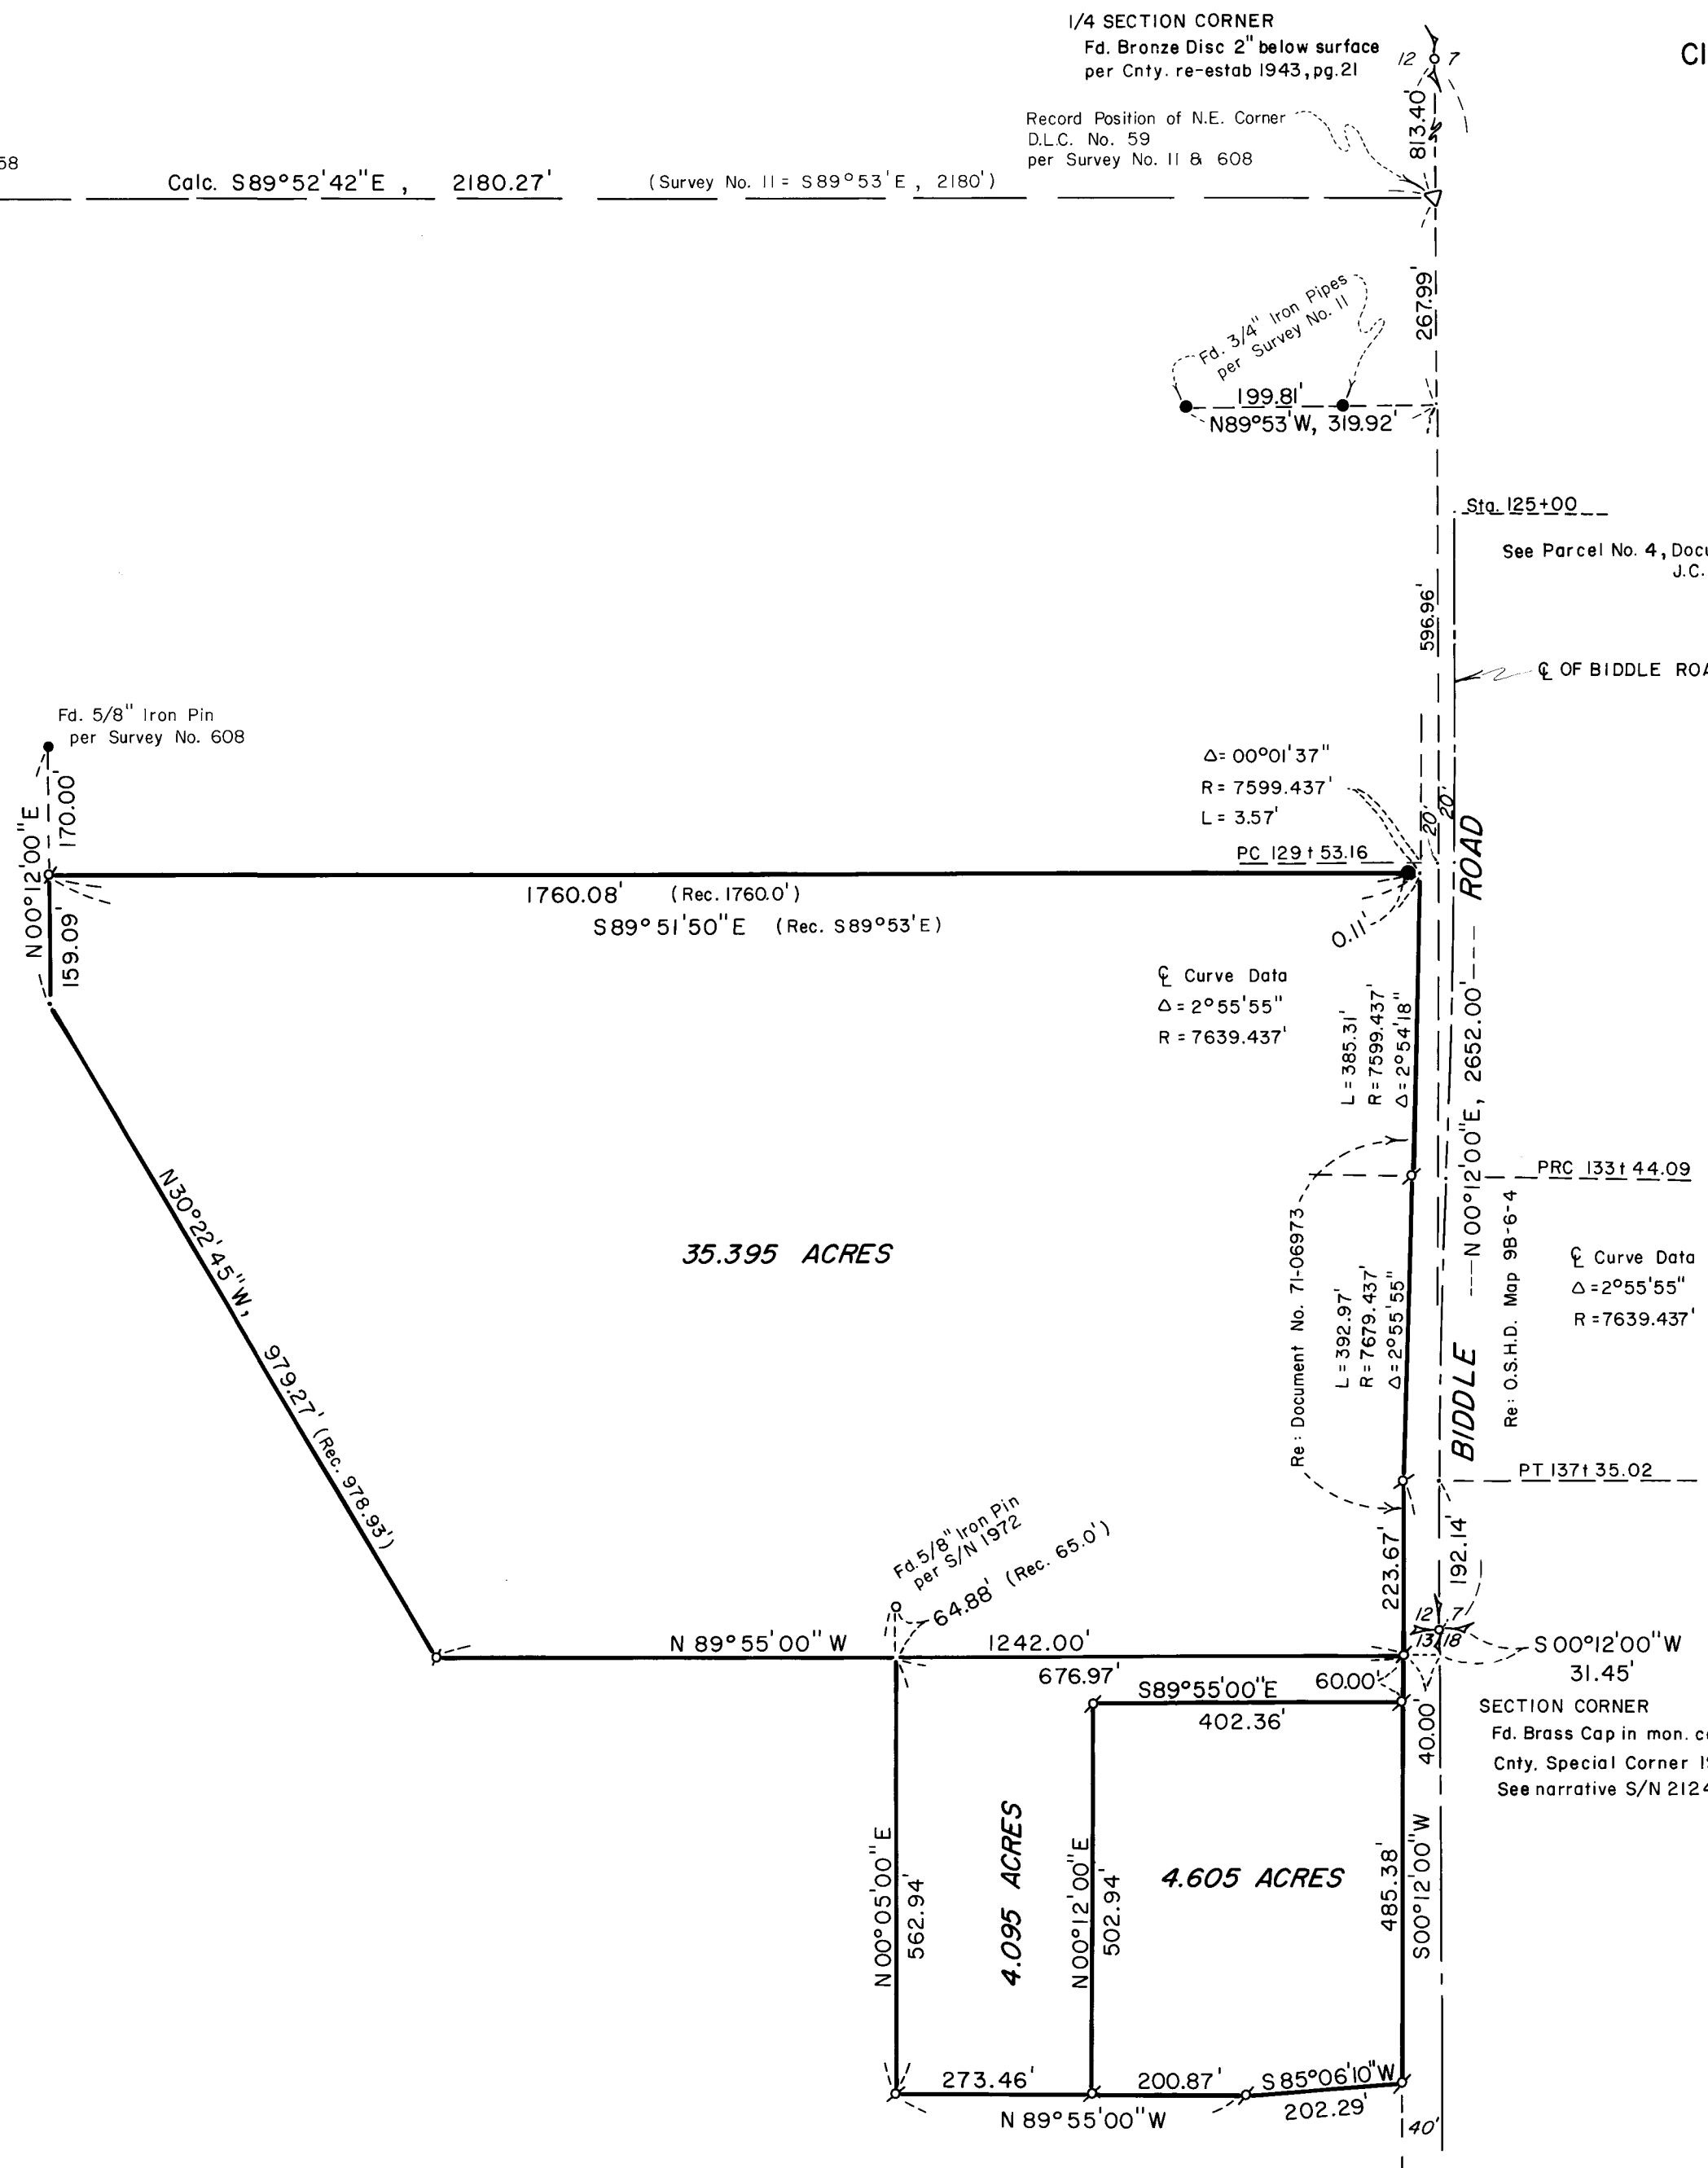 1/4 SECTION CORNER
Fd. Bronze Disc 2" below surface
per Cnty. re-estab 1943, pg.21
12 7
CI
813.40'
Record Position of N.E. Corner
D.L.C. No. 59
per Survey No. 11 & 608
58
Calc. S89°52'42"E , 2180.27' (Survey No. 11 = S89°53'E , 2180')
267.99'
Fd. 3/4" Iron Pipes
per Survey No. 11
199.81'
N89°53'W, 319.92'
Sta. 125+00
See Parcel No. 4, Docu
J.C.
596.96'
℄ OF BIDDLE ROA
Fd. 5/8" Iron Pin
per Survey No. 608
170.00'
N00°12'00"E
159.09'
Δ= 00°01'37"
R= 7599.437'
L= 3.57'
PC 129+53.16
20'
20'
1760.08' (Rec. 1760.0')
S89°51'50"E (Rec. S89°53'E)
0.11'
℄ Curve Data
Δ=2°55'55"
R = 7639.437'
L=385.31'
R=7599.437'
Δ=2°54'18"
BIDDLE ---N00°12'00"E, 2652.00'--- ROAD
PRC 133+44.09
N30°22'45"W, 979.27' (Rec. 978.93')
35.395 ACRES
Re: Document No. 71-06973
L=392.97'
R=7679.437'
Δ=2°55'55"
Re: O.S.H.D. Map 9B-6-4
℄ Curve Data
Δ=2°55'55"
R=7639.437'
PT 137+35.02
Fd. 5/8" Iron Pin
per S/N 1972
64.88' (Rec. 65.0')
223.67'
192.14'
12 7
13 18
N 89°55'00" W 1242.00'
S 00°12'00"W
31.45'
676.97'
60.00'
S89°55'00"E
402.36'
40.00'
SECTION CORNER
Fd. Brass Cap in mon. c
Cnty. Special Corner 1
See narrative S/N 2124
N00°05'00"E
562.94'
4.095 ACRES
N00°12'00"E
502.94'
4.605 ACRES
485.38'
S00°12'00"W
273.46'
200.87'
S85°06'10"W
202.29'
N 89°55'00"W
40'